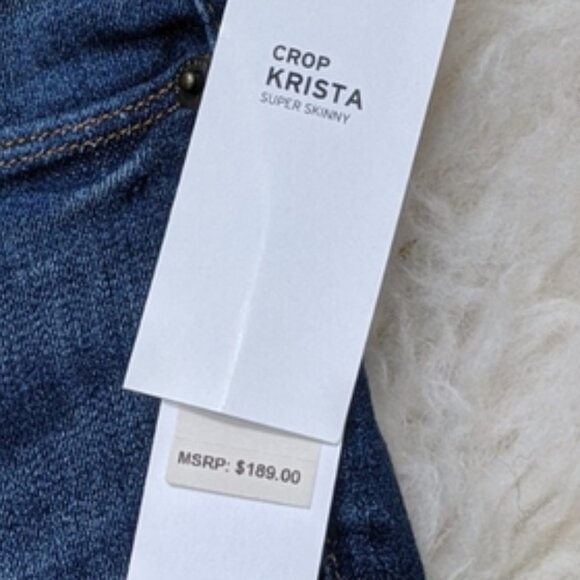 CROP
KRISTA
SUPER SKINNY
MSRP: $189.00